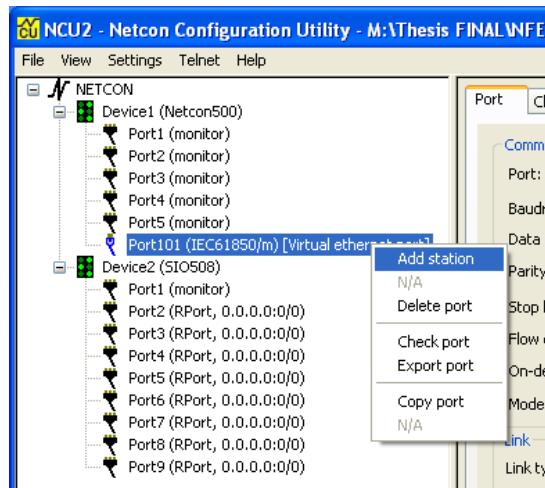 NCU2 - Netcon Configuration Utility - M:\Thesis FINAL\NFE
File View Settings Telnet Help
NETCON
Device1 (Netcon500)
Port1 (monitor)
Port2 (monitor)
Port3 (monitor)
Port4 (monitor)
Port5 (monitor)
Port101 (IEC61850/m) [Virtual ethernet port]
Device2 (SIO508)
Port1 (monitor)
Port2 (RPort, 0.0.0.0:0/0)
Port3 (RPort, 0.0.0.0:0/0)
Port4 (RPort, 0.0.0.0:0/0)
Port5 (RPort, 0.0.0.0:0/0)
Port6 (RPort, 0.0.0.0:0/0)
Port7 (RPort, 0.0.0.0:0/0)
Port8 (RPort, 0.0.0.0:0/0)
Port9 (RPort, 0.0.0.0:0/0)
Add station
N/A
Delete port
Check port
Export port
Copy port
N/A
Port
Comm
Port:
Baudr
Data
Parity
Stop
Flow
On-de
Mode
Link
Link ty